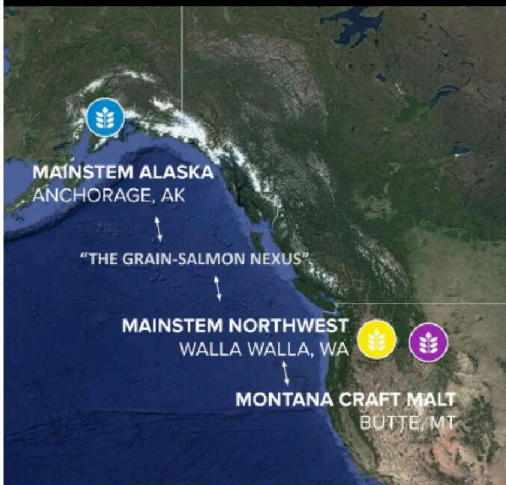 MAINSTEM ALASKA
ANCHORAGE, AK
“THE GRAIN-SALMON NEXUS”
MAINSTEM NORTHWEST
WALLA WALLA, WA
MONTANA CRAFT MALT
BUTTE, MT